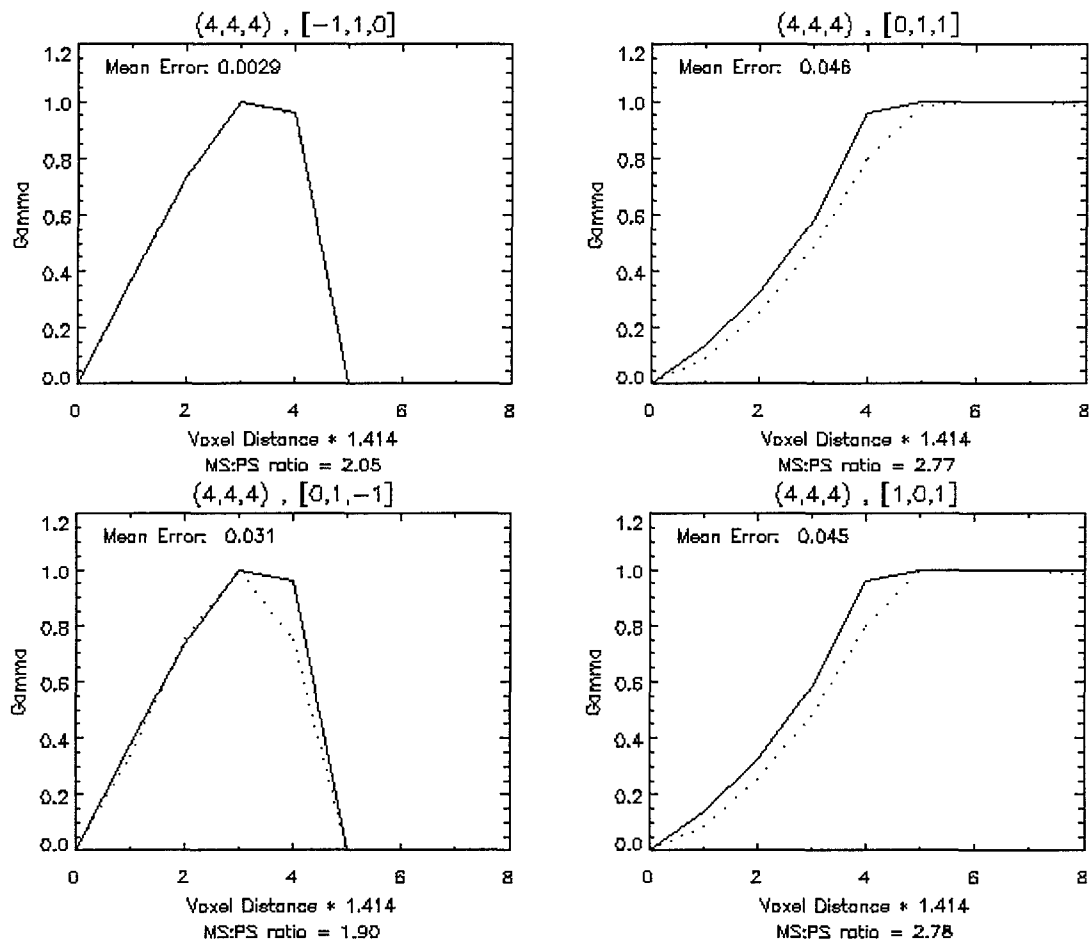 (4,4,4) , [-1,1,0]
Mean Error: 0.0029
1.2
1.0
0.8
0.6
0.4
0.2
0.0
Gamma
0 2 4 6 8
Voxel Distance * 1.414
MS:PS ratio = 2.05
(4,4,4) , [0,1,1]
Mean Error: 0.046
1.2
1.0
0.8
0.6
0.4
0.2
0.0
Gamma
0 2 4 6 8
Voxel Distance * 1.414
MS:PS ratio = 2.77
(4,4,4) , [0,1,-1]
Mean Error: 0.031
1.2
1.0
0.8
0.6
0.4
0.2
0.0
Gamma
0 2 4 6 8
Voxel Distance * 1.414
MS:PS ratio = 1.90
(4,4,4) , [1,0,1]
Mean Error: 0.045
1.2
1.0
0.8
0.6
0.4
0.2
0.0
Gamma
0 2 4 6 8
Voxel Distance * 1.414
MS:PS ratio = 2.78